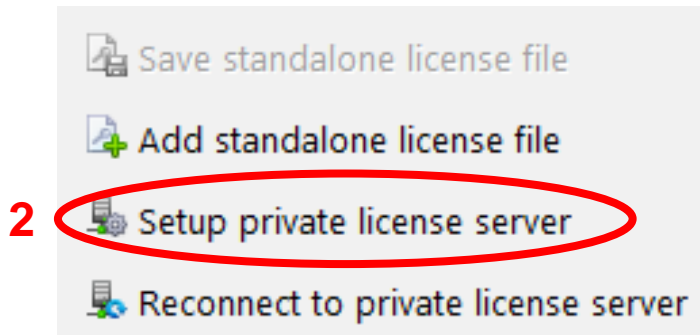 Save standalone license file
Add standalone license file
2 Setup private license server
Reconnect to private license server